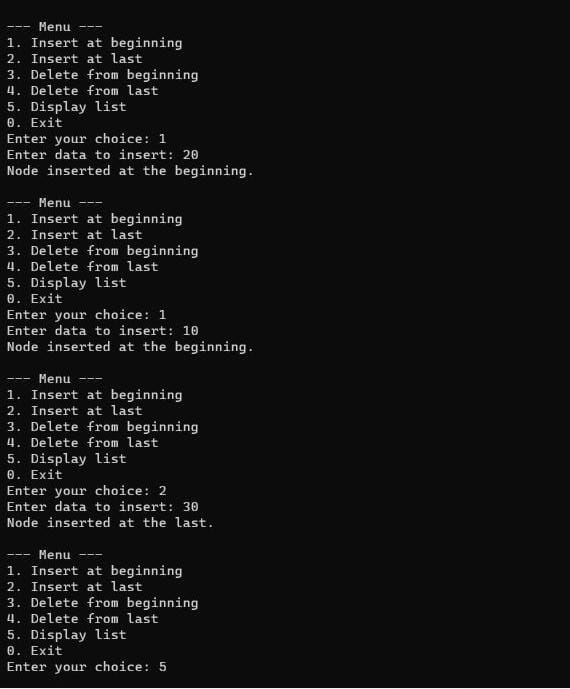 --- Menu ---
1. Insert at beginning
2. Insert at last
3. Delete from beginning
4. Delete from last
5. Display list
0. Exit
Enter your choice: 1
Enter data to insert: 20
Node inserted at the beginning.
--- Menu ---
1. Insert at beginning
2. Insert at last
3. Delete from beginning
4. Delete from last
5. Display list
0. Exit
Enter your choice: 1
Enter data to insert: 10
Node inserted at the beginning.
--- Menu ---
1. Insert at beginning
2. Insert at last
3. Delete from beginning
4. Delete from last
5. Display list
0. Exit
Enter your choice: 2
Enter data to insert: 30
Node inserted at the last.
--- Menu ---
1. Insert at beginning
2. Insert at last
3. Delete from beginning
4. Delete from last
5. Display list
0. Exit
Enter your choice: 5